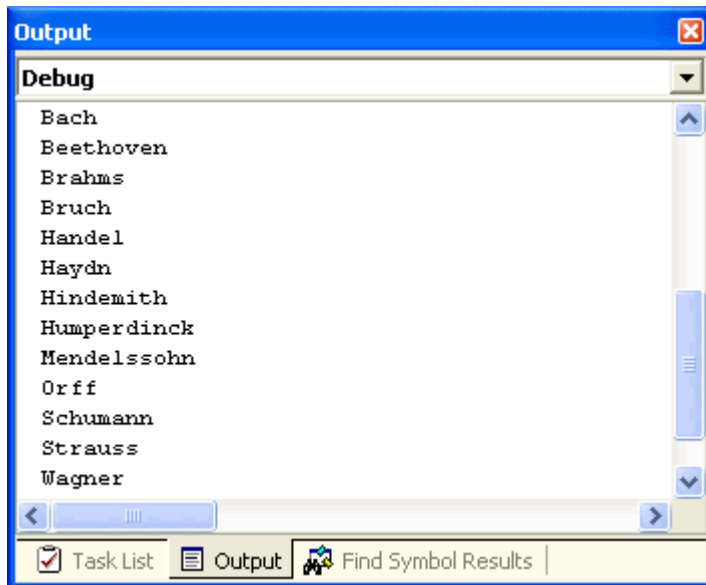 Output
Debug
Bach
Beethoven
Brahms
Bruch
Handel
Haydn
Hindemith
Humperdinck
Mendelssohn
Orff
Schumann
Strauss
Wagner
Task List Output Find Symbol Results